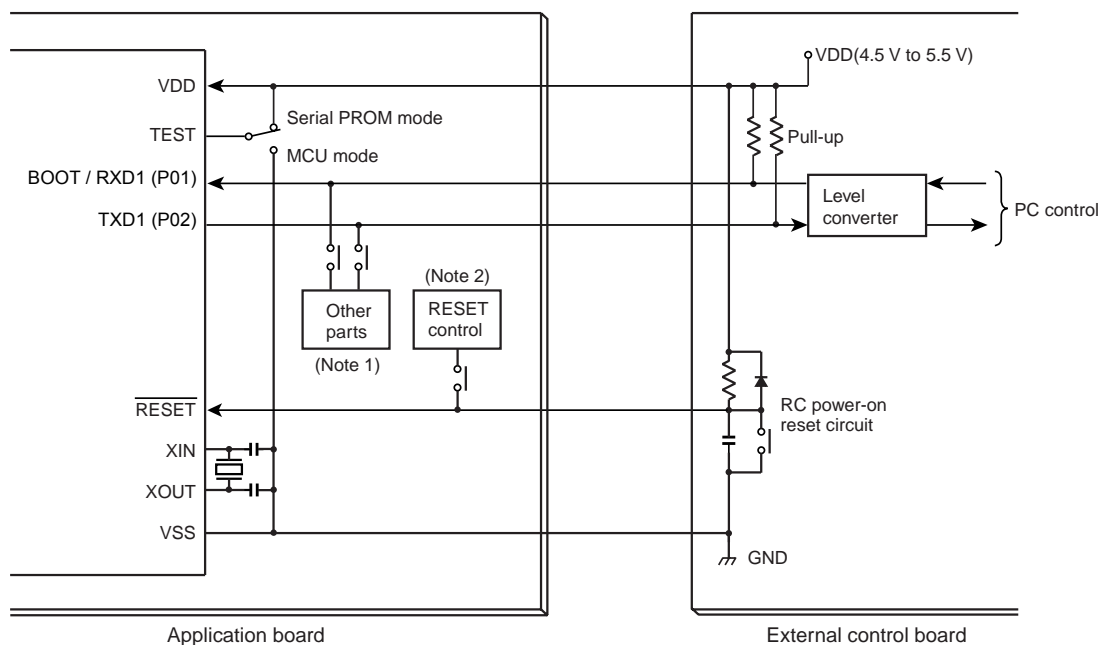 VDD(4.5 V to 5.5 V)
VDD
Serial PROM mode
TEST
Pull-up
MCU mode
BOOT / RXD1 (P01)
Level
converter
PC control
TXD1 (P02)
(Note 2)
Other
parts
RESET
control
(Note 1)
RESET
RC power-on
reset circuit
XIN
XOUT
VSS
GND
Application board
External control board